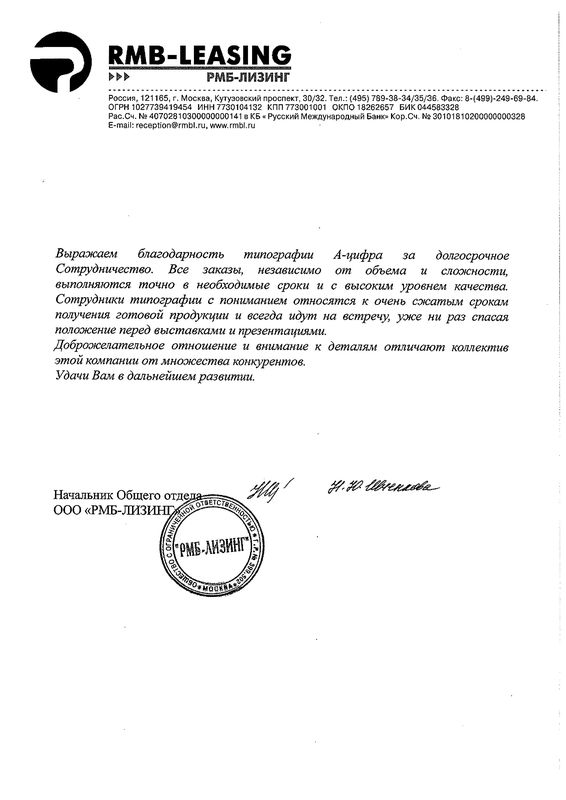 RMB-LEASING
РМБ-ЛИЗИНГ
Россия, 121165, г. Москва, Кутузовский проспект, 30/32. Тел.: (495) 789-38-34/35/36. Факс: 8-(499)-249-69-84.
ОГРН 1027739419454 ИНН 7730104132 КПП 773001001 ОКПО 18262657 БИК 044583328
Рас.Сч. № 40702810300000000141 в КБ « Русский Международный Банк» Кор.Сч. № 30101810200000000328
E-mail: reception@rmbl.ru, www.rmbl.ru
Выражаем благодарность типографии А-цифра за долгосрочное
Сотрудничество. Все заказы, независимо от объема и сложности,
выполняются точно в необходимые сроки и с высоким уровнем качества.
Сотрудники типографии с пониманием относятся к очень сжатым срокам
получения готовой продукции и всегда идут на встречу, уже ни раз спасая
положение перед выставками и презентациями.
Доброжелательное отношение и внимание к деталям отличают коллектив
этой компании от множества конкурентов.
Удачи Вам в дальнейшем развитии.
Начальник Общего отдела
ООО «РМБ-ЛИЗИНГ»
Н.Ю.
ОБЩЕСТВО С ОГРАНИЧЕННОЙ ОТВЕТСТВЕННОСТЬЮ
"РМБ-ЛИЗИНГ"
МОСКВА